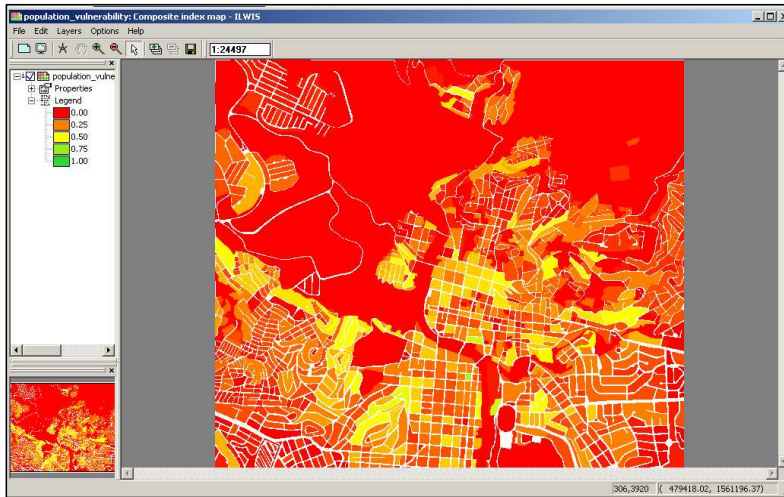 population_vulnerability: Composite index map - ILWIS
File Edit Layers Options Help
1:24497
population_vulne
Properties
Legend
0.00
0.25
0.50
0.75
1.00
306,3920 ( 479418.02, 1561196.37)